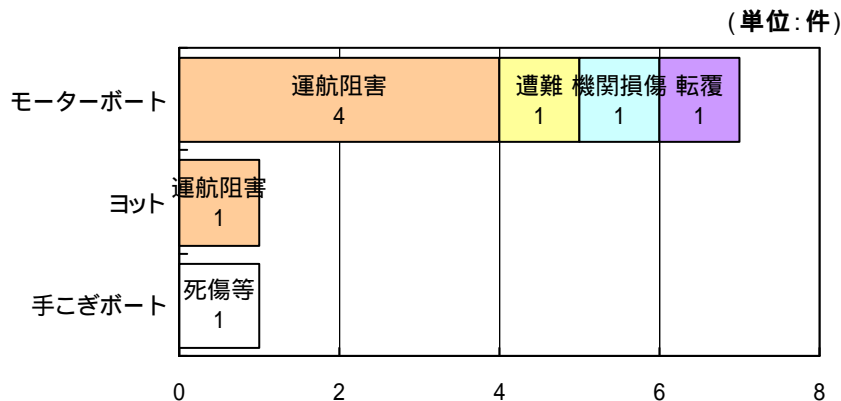 (単位:件)
モーターボート
運航阻害
4
遭難
1
機関損傷
1
転覆
1
ヨット
運航阻害
1
手こぎボート
死傷等
1
0 2 4 6 8